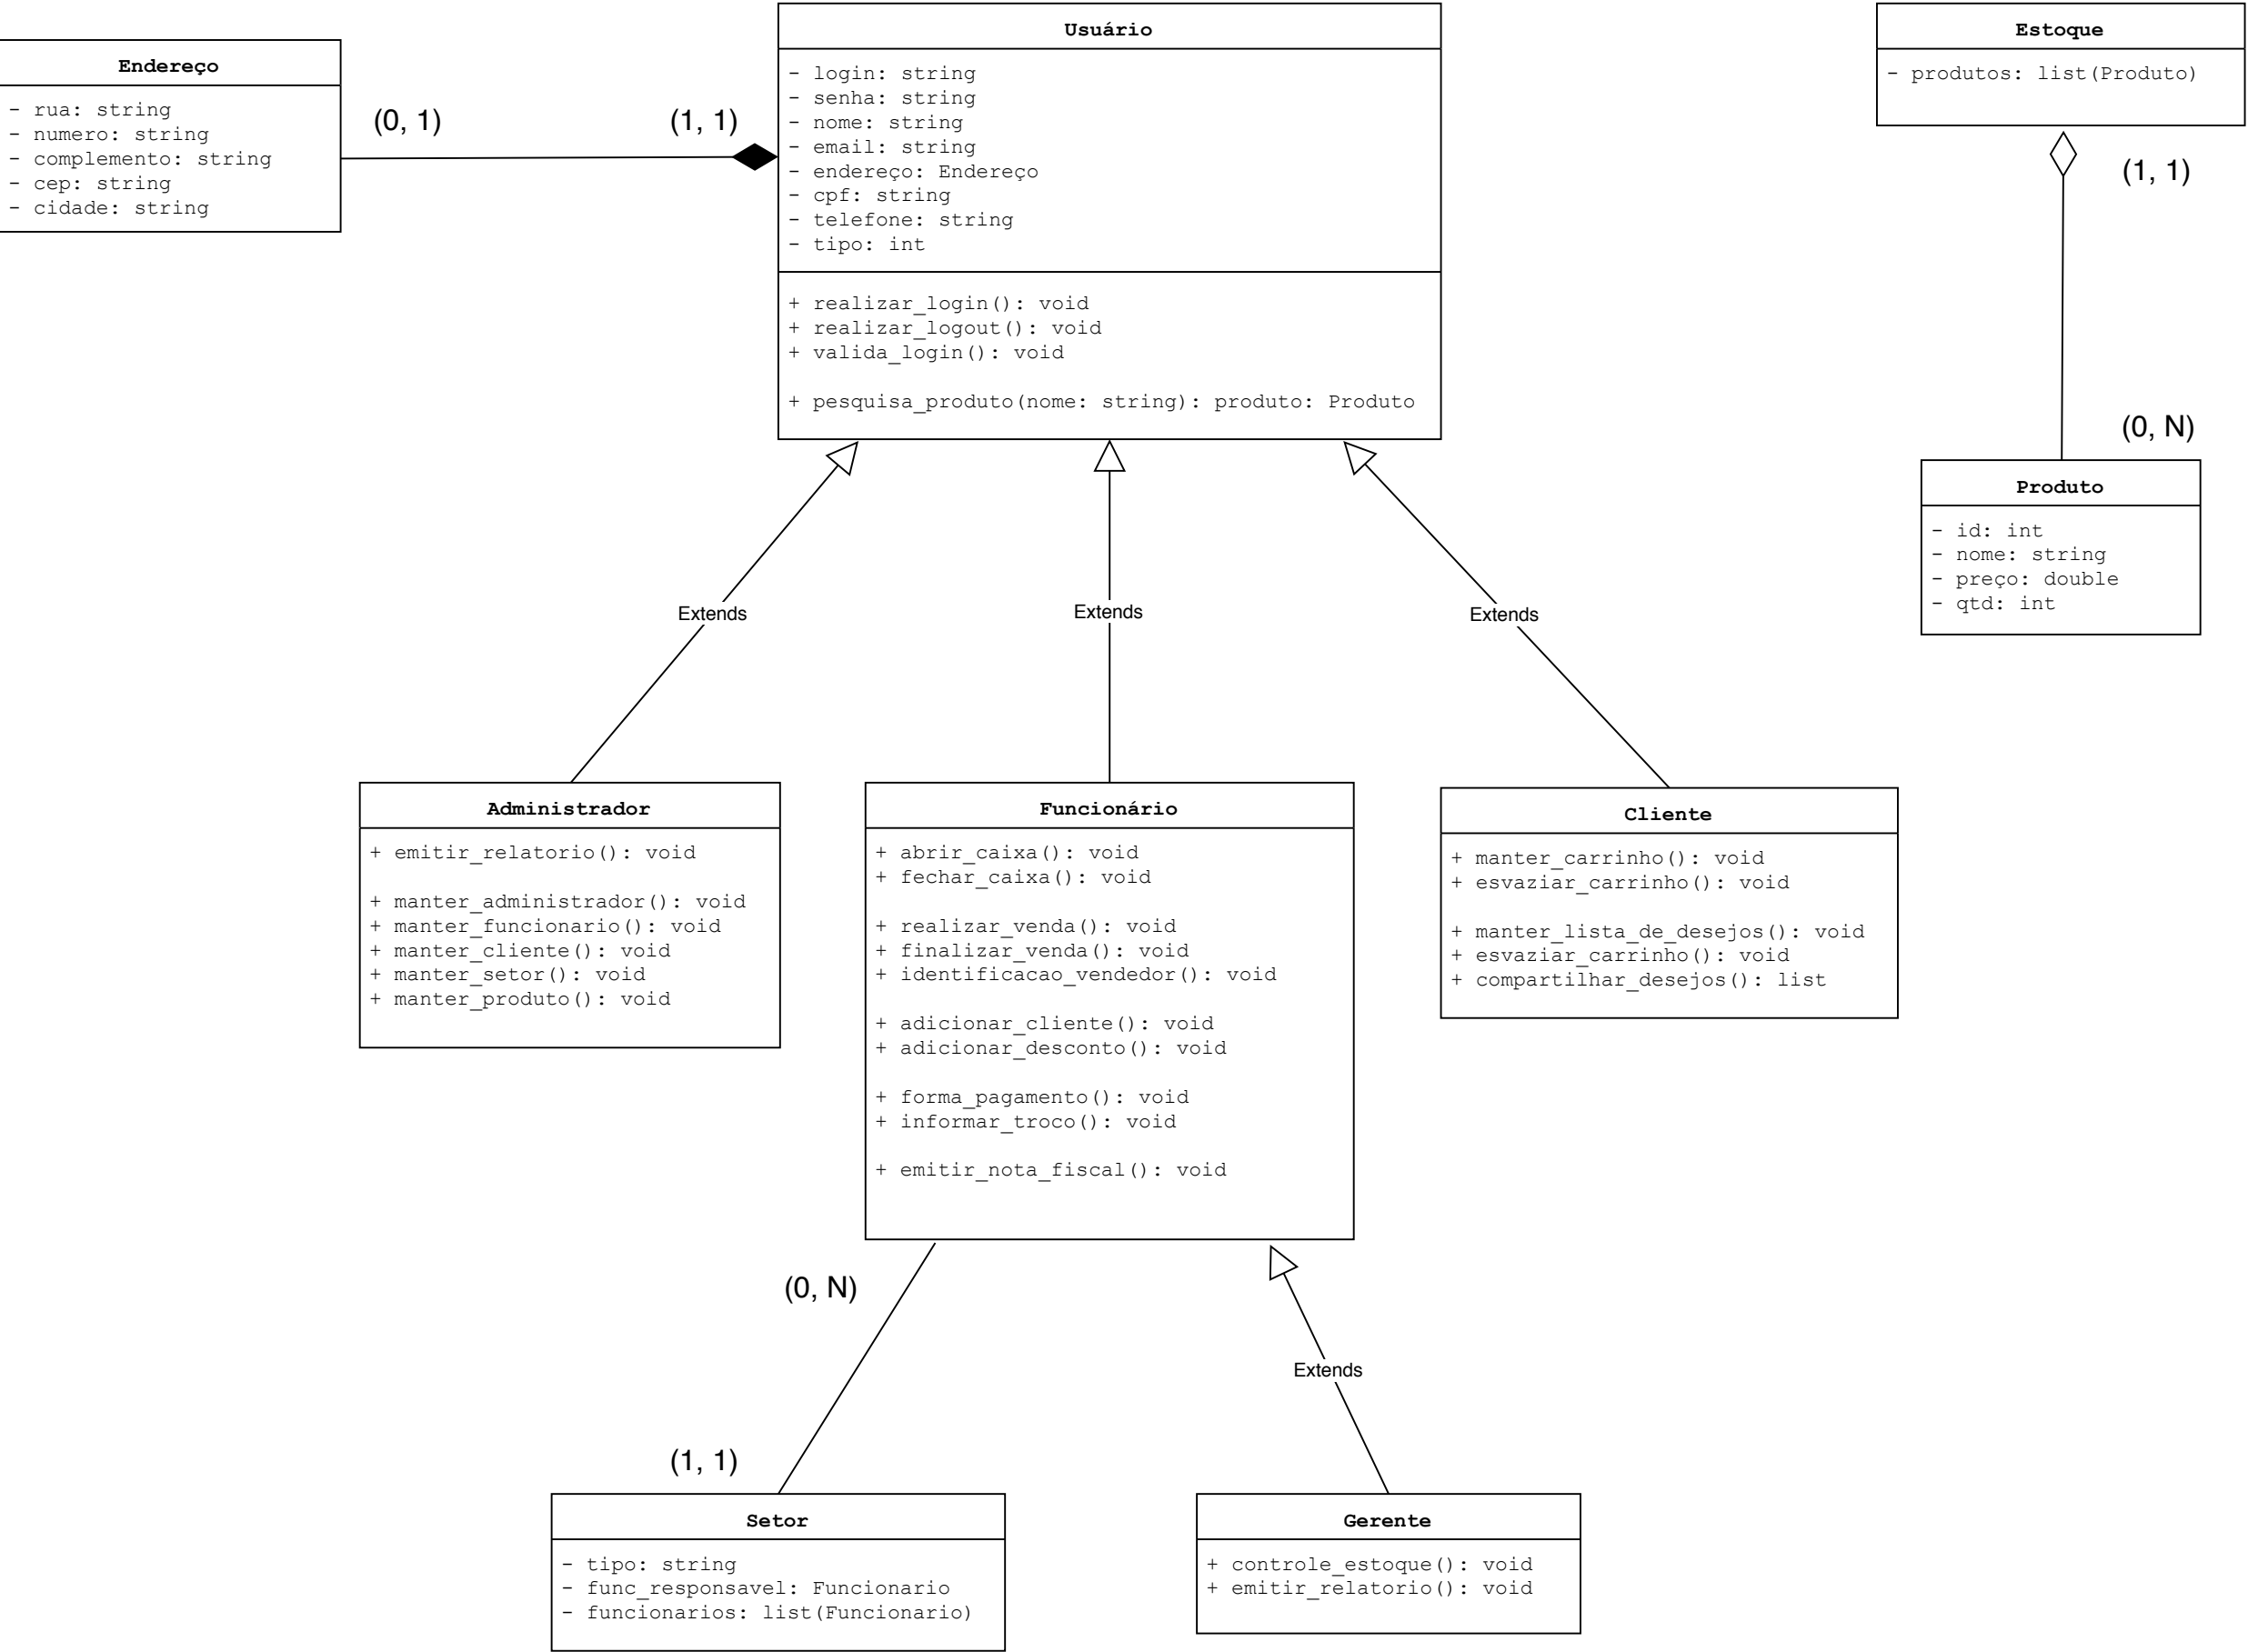 Endereço
- rua: string
- numero: string
- complemento: string
- cep: string
- cidade: string
(0, 1)
(1, 1)
Usuário
- login: string
- senha: string
- nome: string
- email: string
- endereço: Endereço
- cpf: string
- telefone: string
- tipo: int
+ realizar_login(): void
+ realizar_logout(): void
+ valida_login(): void
+ pesquisa_produto(nome: string): produto: Produto
Estoque
- produtos: list(Produto)
(1, 1)
(0, N)
Produto
- id: int
- nome: string
- preço: double
- qtd: int
Extends
Extends
Extends
Administrador
+ emitir_relatorio(): void
+ manter_administrador(): void
+ manter_funcionario(): void
+ manter_cliente(): void
+ manter_setor(): void
+ manter_produto(): void
Funcionário
+ abrir_caixa(): void
+ fechar_caixa(): void
+ realizar_venda(): void
+ finalizar_venda(): void
+ identificacao_vendedor(): void
+ adicionar_cliente(): void
+ adicionar_desconto(): void
+ forma_pagamento(): void
+ informar_troco(): void
+ emitir_nota_fiscal(): void
Cliente
+ manter_carrinho(): void
+ esvaziar_carrinho(): void
+ manter_lista_de_desejos(): void
+ esvaziar_carrinho(): void
+ compartilhar_desejos(): list
(0, N)
(1, 1)
Extends
Setor
- tipo: string
- func_responsavel: Funcionario
- funcionarios: list(Funcionario)
Gerente
+ controle_estoque(): void
+ emitir_relatorio(): void